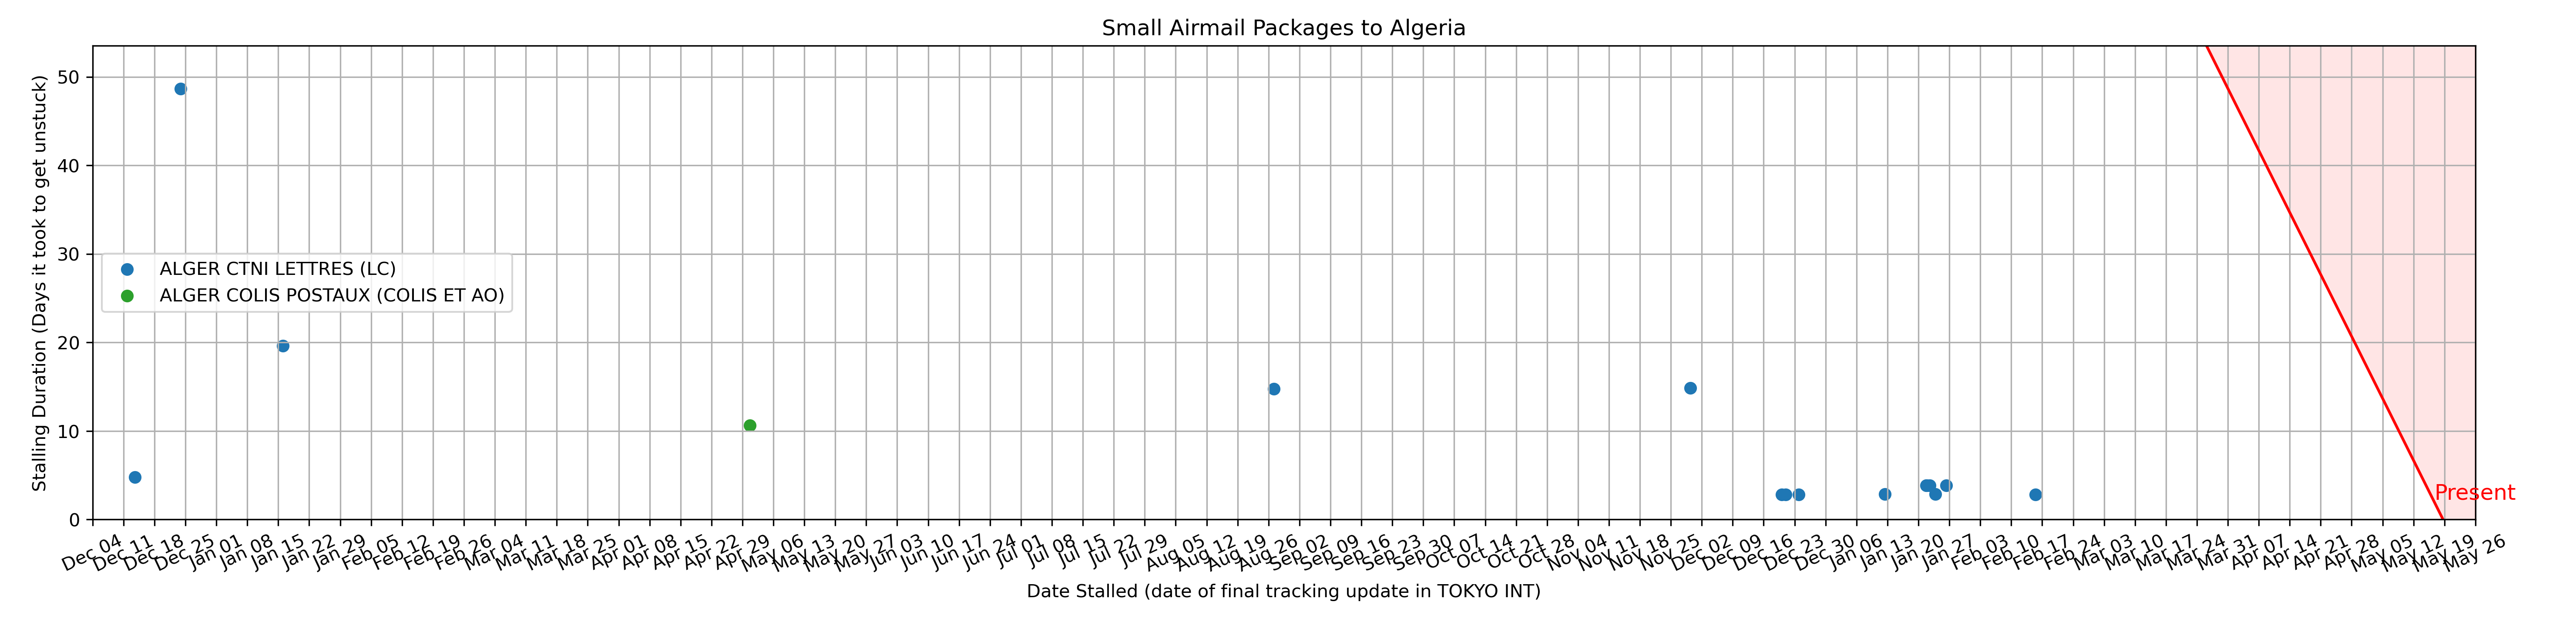 Small Airmail Packages to Algeria
Stalling Duration (Days it took to get unstuck)
50
40
30
20
10
0
ALGER CTNI LETTRES (LC)
ALGER COLIS POSTAUX (COLIS ET AO)
Present
Dec 04
Dec 11
Dec 18
Dec 25
Jan 01
Jan 08
Jan 15
Jan 22
Jan 29
Feb 05
Feb 12
Feb 19
Feb 26
Mar 04
Mar 11
Mar 18
Mar 25
Apr 01
Apr 08
Apr 15
Apr 22
Apr 29
May 06
May 13
May 20
May 27
Jun 03
Jun 10
Jun 17
Jun 24
Jul 01
Jul 08
Jul 15
Jul 22
Jul 29
Aug 05
Aug 12
Aug 19
Aug 26
Sep 02
Sep 09
Sep 16
Sep 23
Sep 30
Oct 07
Oct 14
Oct 21
Oct 28
Nov 04
Nov 11
Nov 18
Nov 25
Dec 02
Dec 09
Dec 16
Dec 23
Dec 30
Jan 06
Jan 13
Jan 20
Jan 27
Feb 03
Feb 10
Feb 17
Feb 24
Mar 03
Mar 10
Mar 17
Mar 24
Mar 31
Apr 07
Apr 14
Apr 21
Apr 28
May 05
May 12
May 19
May 26
Date Stalled (date of final tracking update in TOKYO INT)